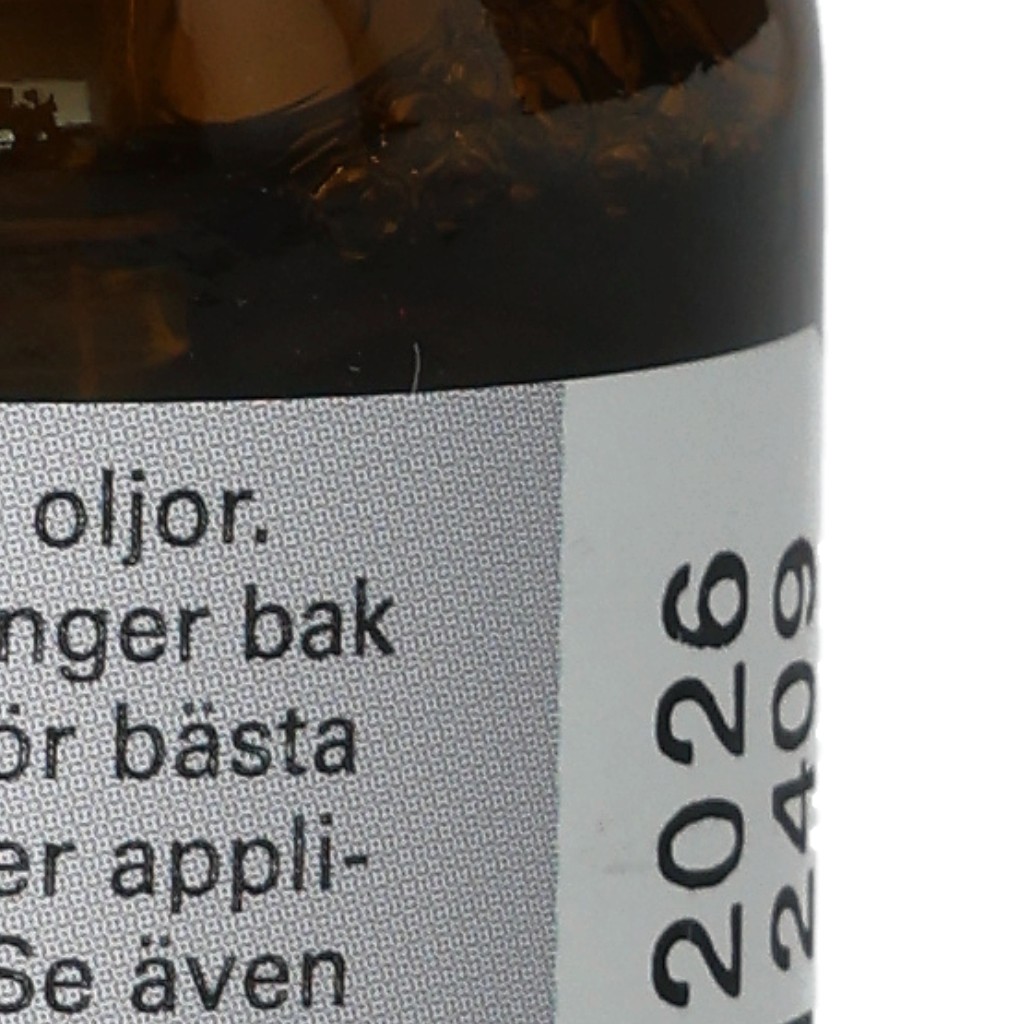 oljor.
nger bak
ör bästa
er appli-
Se även
2026
2409